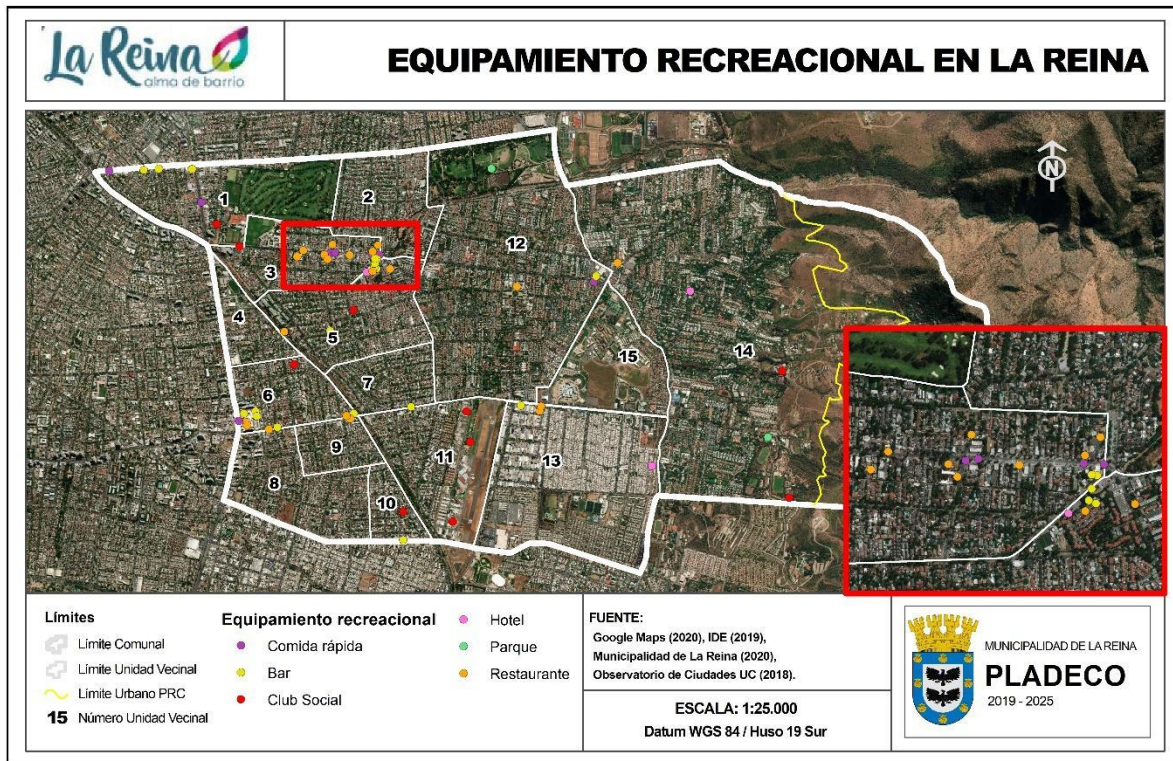 La Reina
alma de barrio
EQUIPAMIENTO RECREACIONAL EN LA REINA
N
1
2
12
3
4
5
15
14
7
6
9
11
13
8
10
Límites
Límite Comunal
Límite Unidad Vecinal
Límite Urbano PRC
15 Número Unidad Vecinal
Equipamiento recreacional
Comida rápida
Bar
Club Social
Hotel
Parque
Restaurante
FUENTE:
Google Maps (2020), IDE (2019),
Municipalidad de La Reina (2020),
Observatorio de Ciudades UC (2018).
ESCALA: 1:25.000
Datum WGS 84 / Huso 19 Sur
MUNICIPALIDAD DE LA REINA
PLADECO
2019 - 2025